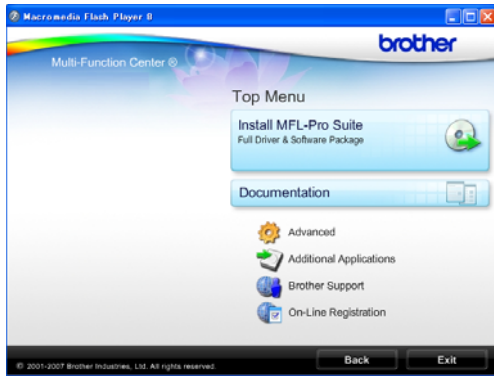 Macromedia Flash Player 8
brother
Multi-Function Center ®
Top Menu
Install MFL-Pro Suite
Full Driver & Software Package
Documentation
Advanced
Additional Applications
Brother Support
On-Line Registration
© 2001-2007 Brother Industries, Ltd. All rights reserved.
Back
Exit